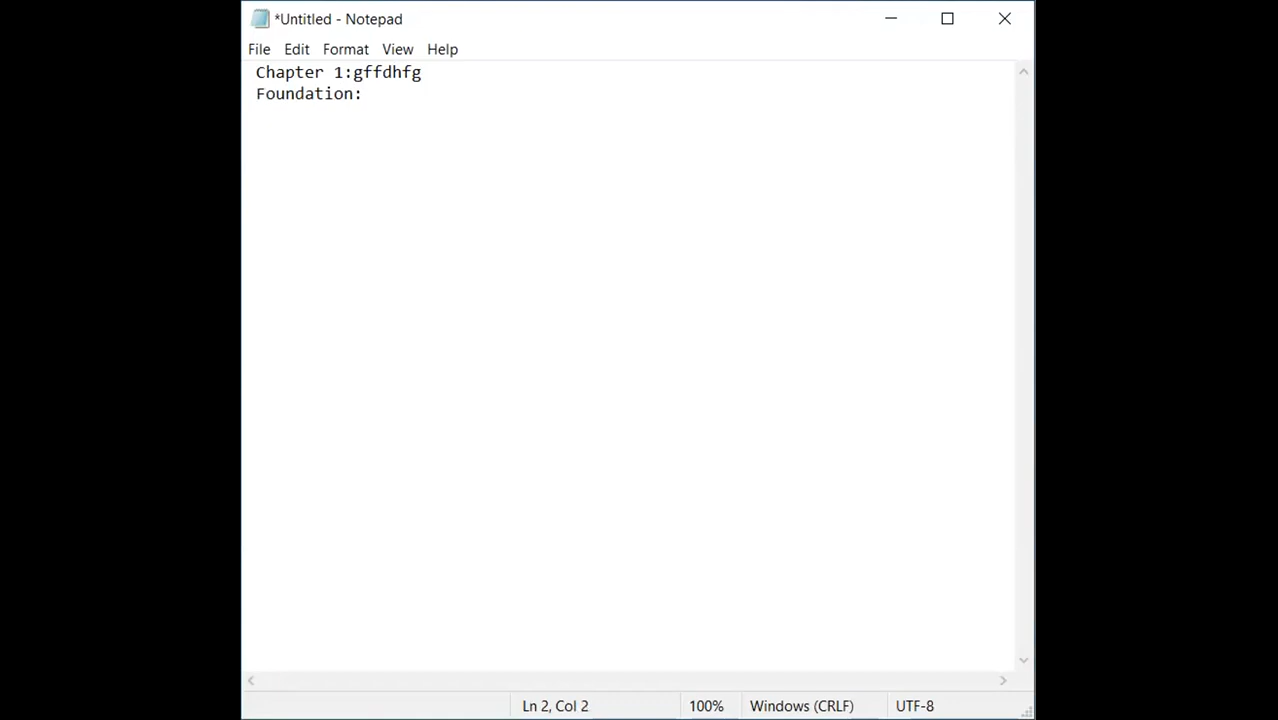 *Untitled - Notepad
File Edit Format View Help
Chapter 1:gffdhfg
Foundation:
Ln 2, Col 2 100% Windows (CRLF) UTF-8